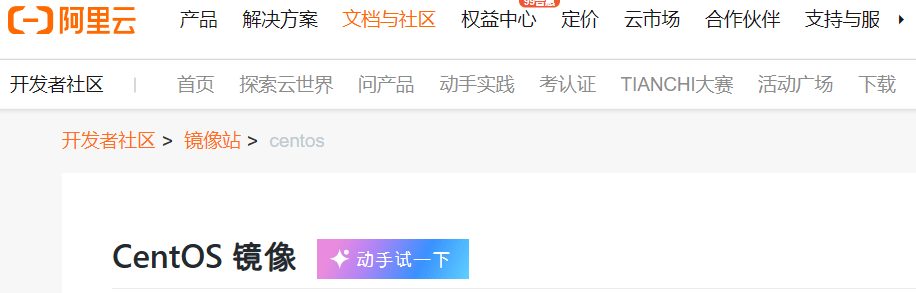 99含惠
阿里云 产品 解决方案 文档与社区 权益中心 定价 云市场 合作伙伴 支持与服
开发者社区 | 首页 探索云世界 问产品 动手实践 考认证 TIANCHI大赛 活动广场 下载
开发者社区 > 镜像站 > centos
CentOS 镜像 动手试一下